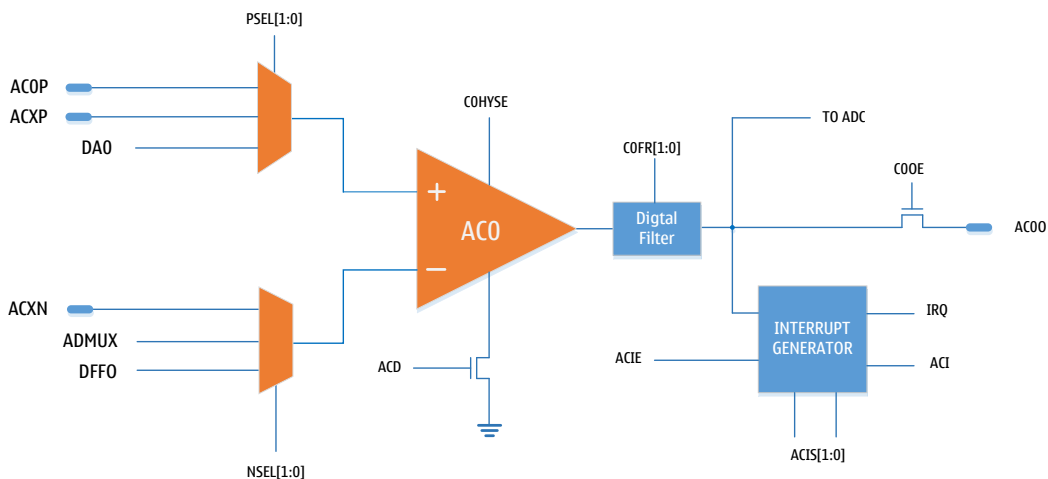 PSEL[1:0]
AC0P
ACXP
DA0
C0HYSE
C0FR[1:0]
TO ADC
C0OE
+
AC0
Digtal
Filter
AC0O
−
ACXN
ADMUX
DFFO
ACD
ACIE
INTERRUPT
GENERATOR
IRQ
ACI
NSEL[1:0]
ACIS[1:0]